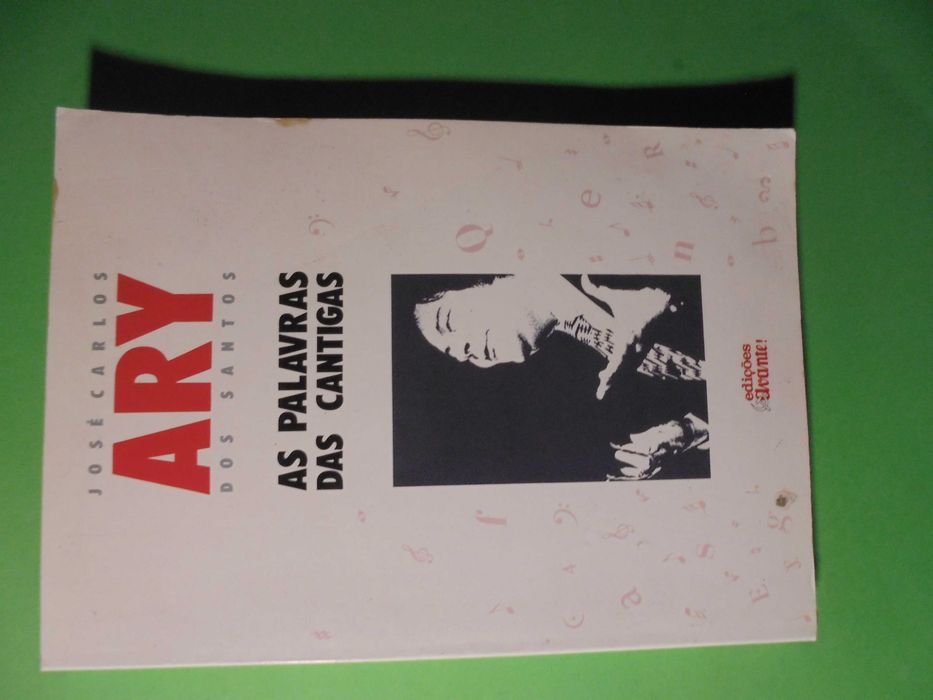 JOSÉ CARLOS
ARY
DOS SANTOS
AS PALAVRAS
DAS CANTIGAS
edições
Avante!